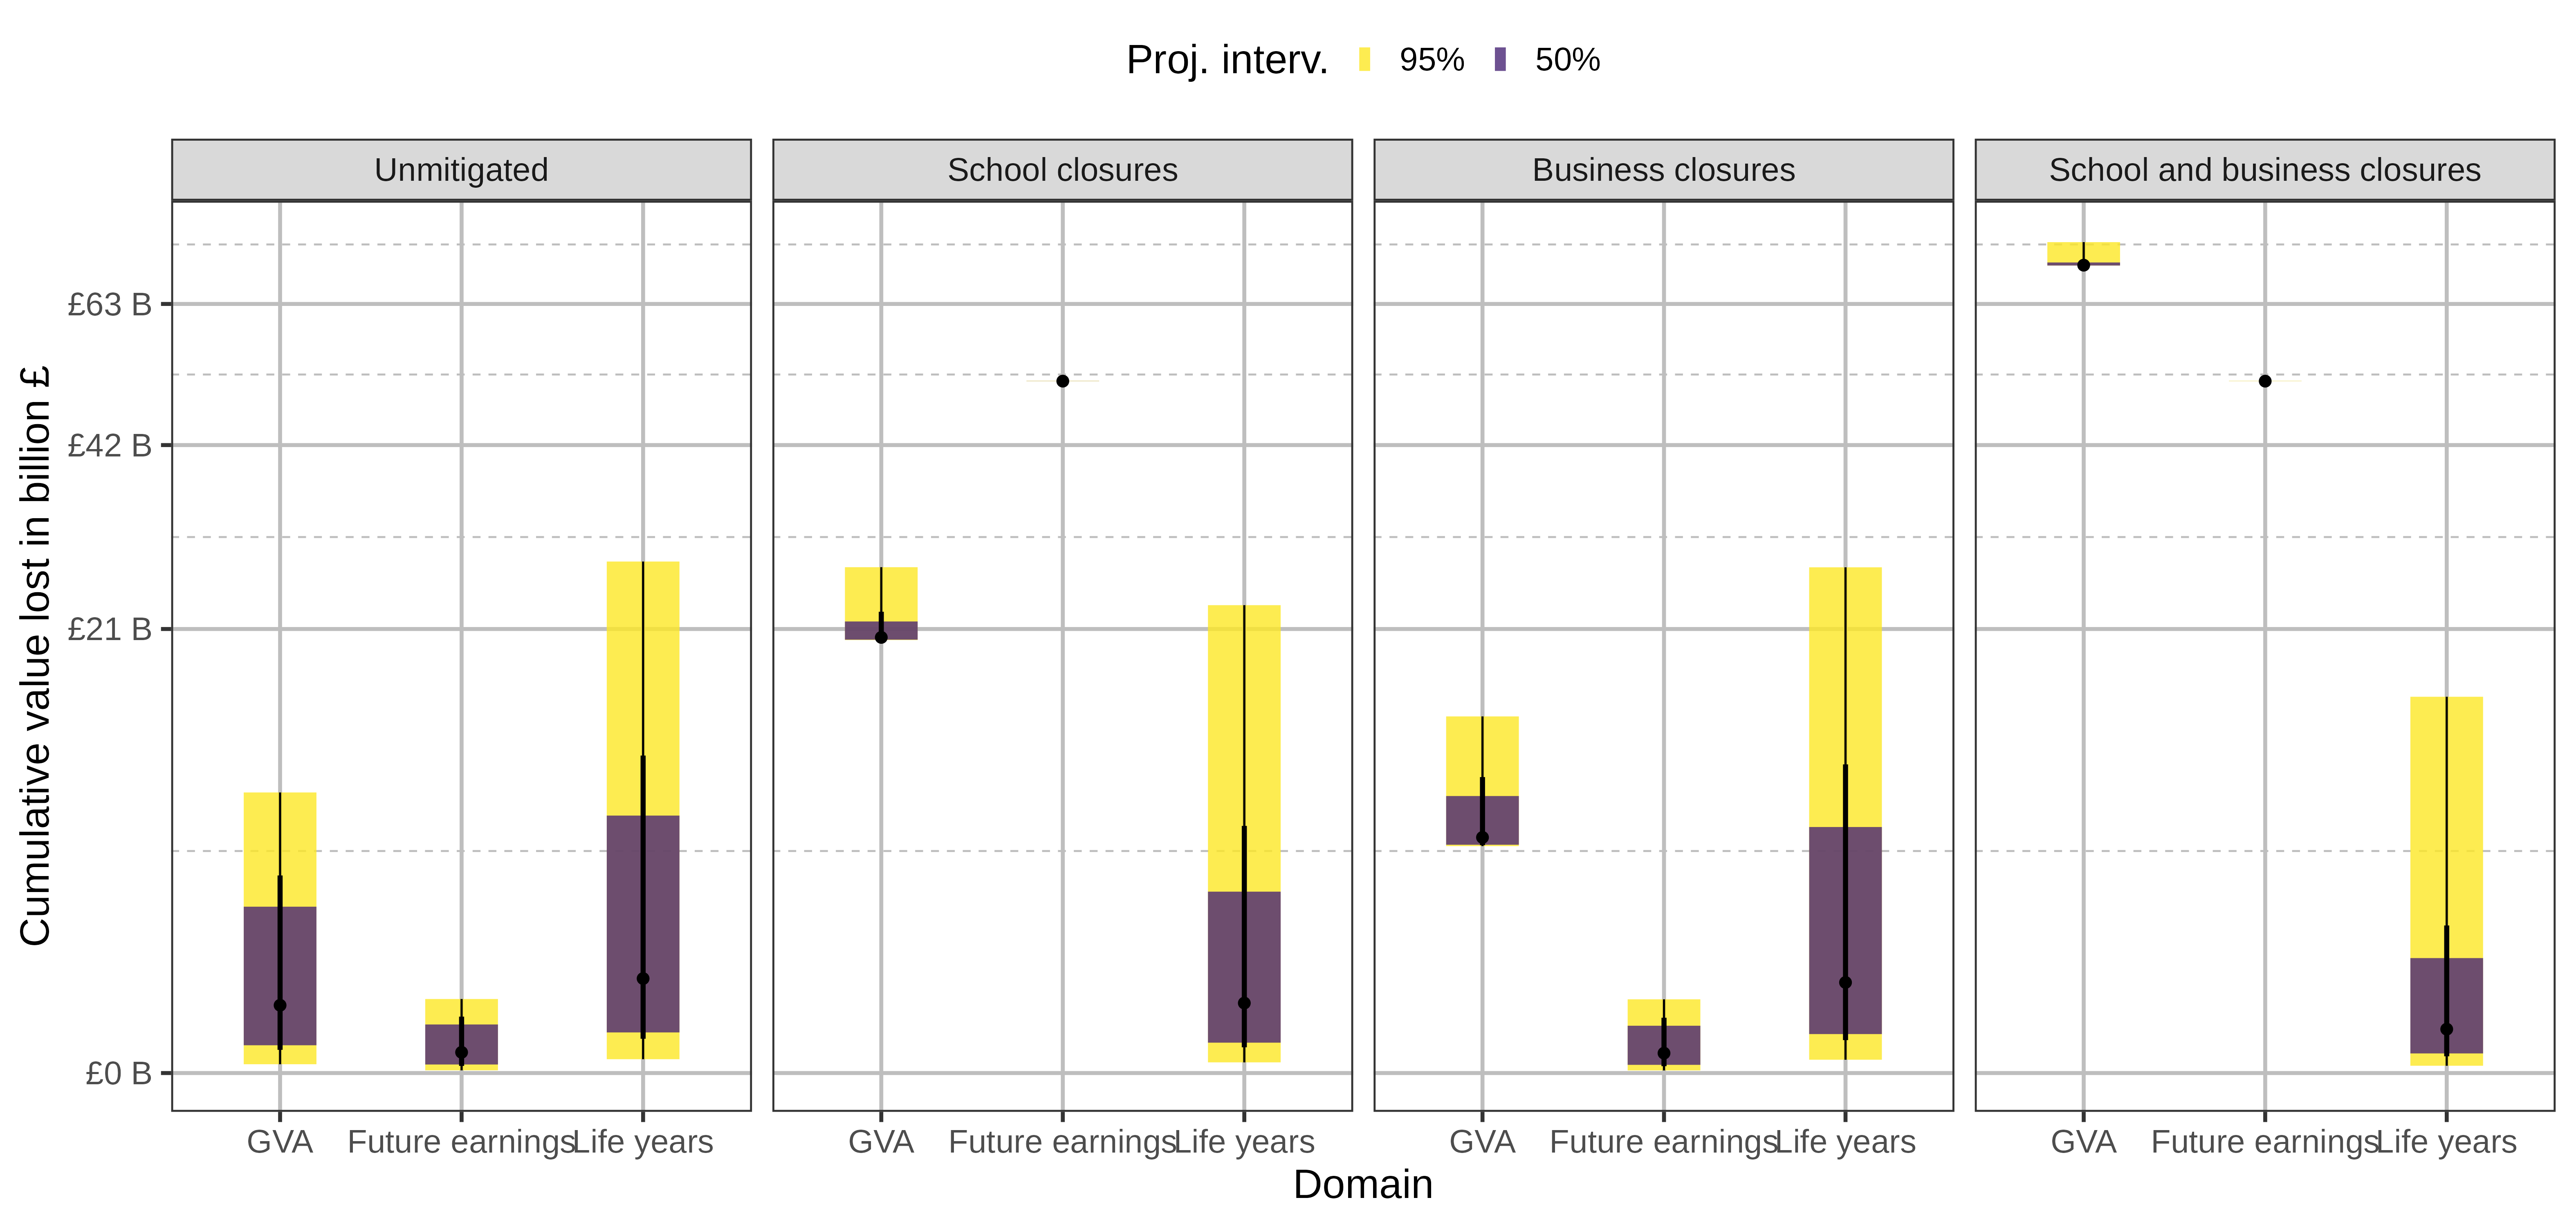 Proj. interv. 95% 50%
Unmitigated School closures Business closures School and business closures
Cumulative value lost in billion £
£63 B
£42 B
£21 B
£0 B
GVA Future earnings Life years GVA Future earnings Life years GVA Future earnings Life years GVA Future earnings Life years
Domain